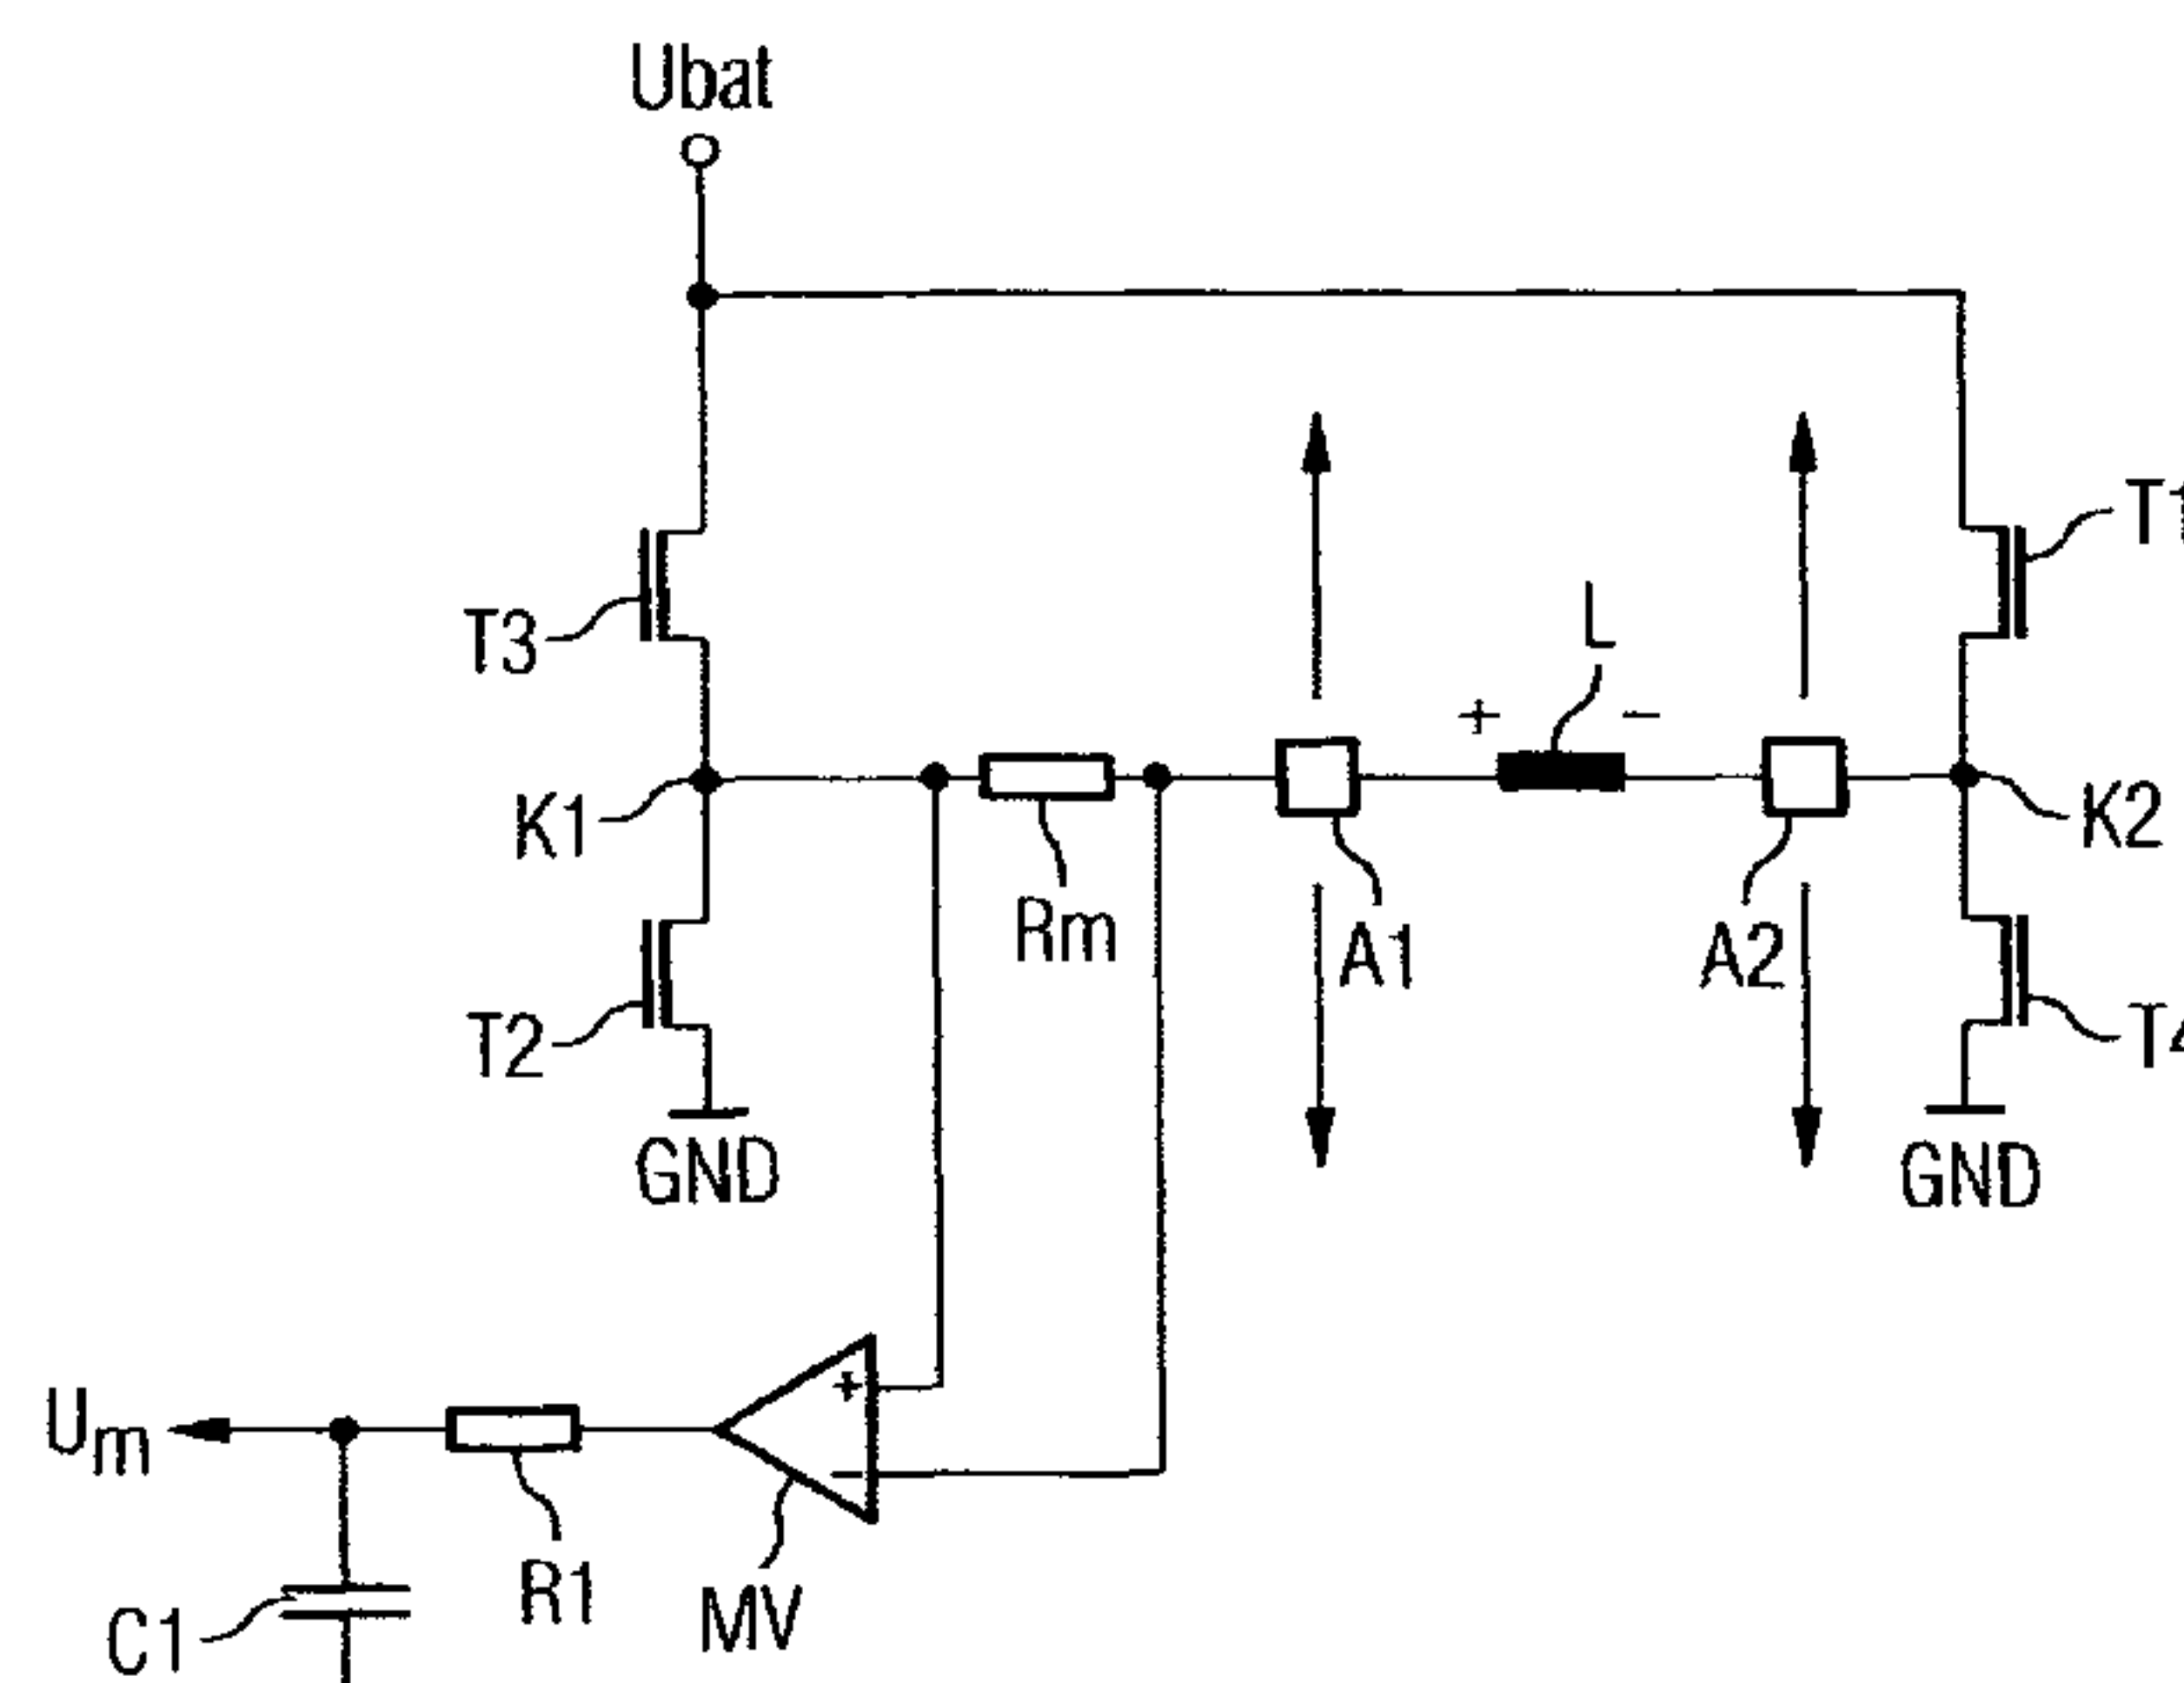 Ubat
T1
L
T3
+ −
K1
K2
Rm
A1
A2
T2
T4
GND
GND
+
Um
−
R1
MV
C1